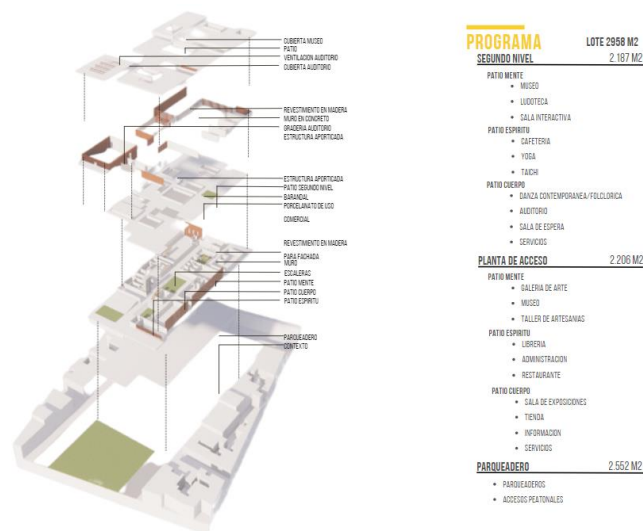 CUBIERTA MUSEO
PATIO
VENTILACION AUDITORIO
CUBIERTA AUDITORIO
REVESTIMIENTO EN MADERA
MURO EN CONCRETO
GRADERIA AUDITORIO
ESTRUCTURA APORTICADA
ESTRUCTURA APORTICADA
PATIO SEGUNDO NIVEL
BARANDAL
PORCELANATO DE USO
COMERCIAL
REVESTIMIENTO EN MADERA
PARA FACHADA
MURO
ESCALERAS
PATIO MENTE
PATIO CUERPO
PATIO ESPIRITU
PARQUEADERO
CONTEXTO
PROGRAMA LOTE 2958 M2
SEGUNDO NIVEL 2.187 M2
PATIO MENTE
• MUSEO
• LUDOTECA
• SALA INTERACTIVA
PATIO ESPIRITU
• CAFETERIA
• YOGA
• TAICHI
PATIO CUERPO
• DANZA CONTEMPORANEA/FOLCLORICA
• AUDITORIO
• SALA DE ESPERA
• SERVICIOS
PLANTA DE ACCESO 2.206 M2
PATIO MENTE
• GALERIA DE ARTE
• MUSEO
• TALLER DE ARTESANIAS
PATIO ESPIRITU
• LIBRERIA
• ADMINISTRACION
• RESTAURANTE
PATIO CUERPO
• SALA DE EXPOSICIONES
• TIENDA
• INFORMACION
• SERVICIOS
PARQUEADERO 2.552 M2
• PARQUEADEROS
• ACCESOS PEATONALES